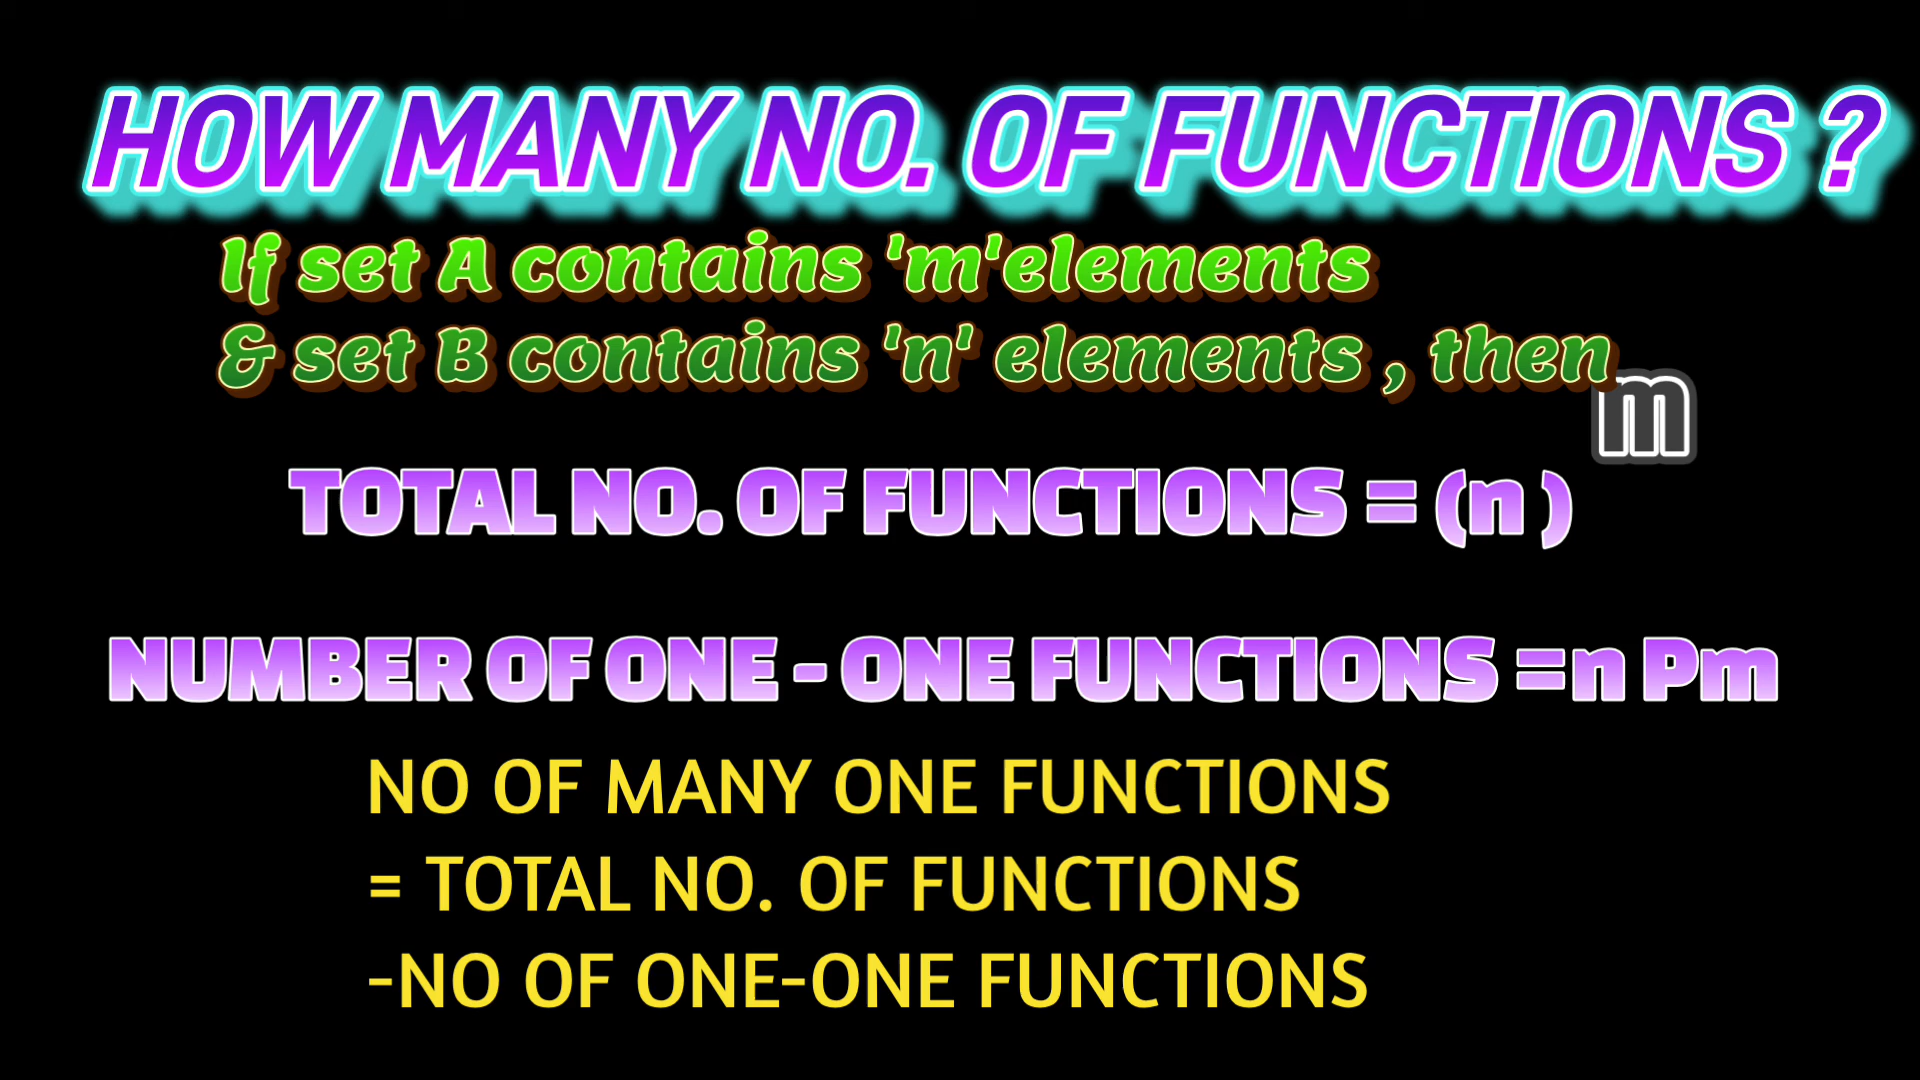 HOW MANY NO. OF FUNCTIONS ?
If set A contains 'm'elements
& set B contains 'n' elements , then
m
TOTAL NO. OF FUNCTIONS = (n )
NUMBER OF ONE - ONE FUNCTIONS =n Pm
NO OF MANY ONE FUNCTIONS
= TOTAL NO. OF FUNCTIONS
-NO OF ONE-ONE FUNCTIONS